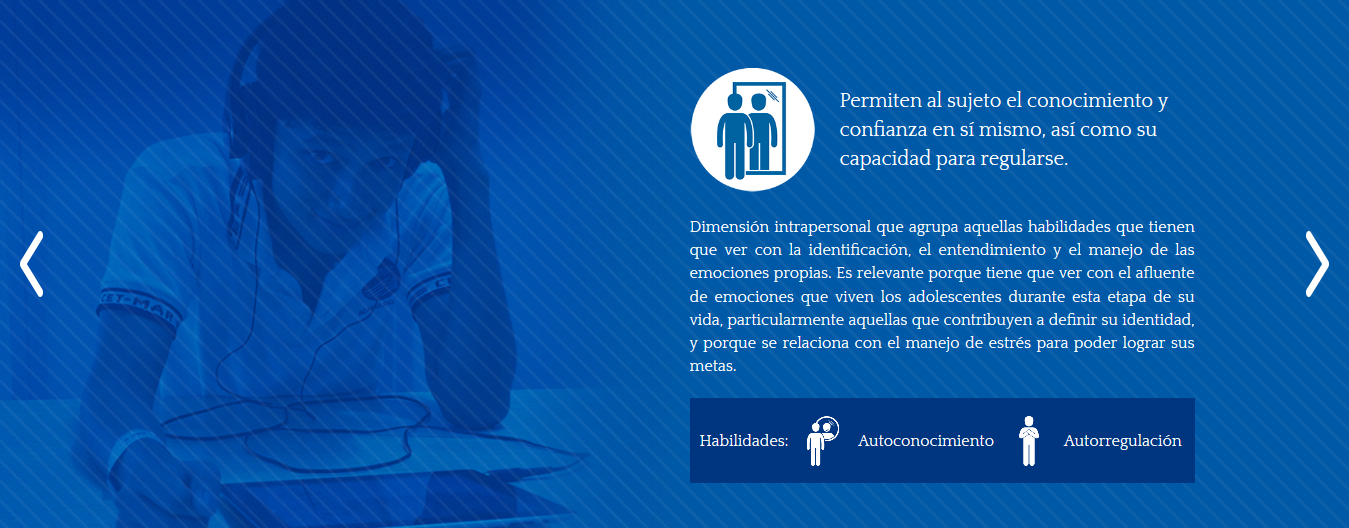 Permiten al sujeto el conocimiento y
confianza en sí mismo, así como su
capacidad para regularse.
Dimensión intrapersonal que agrupa aquellas habilidades que tienen
que ver con la identificación, el entendimiento y el manejo de las
emociones propias. Es relevante porque tiene que ver con el afluente
de emociones que viven los adolescentes durante esta etapa de su
vida, particularmente aquellas que contribuyen a definir su identidad,
y porque se relaciona con el manejo de estrés para poder lograr sus
metas.
CET-MAR
Habilidades: Autoconocimiento Autorregulación